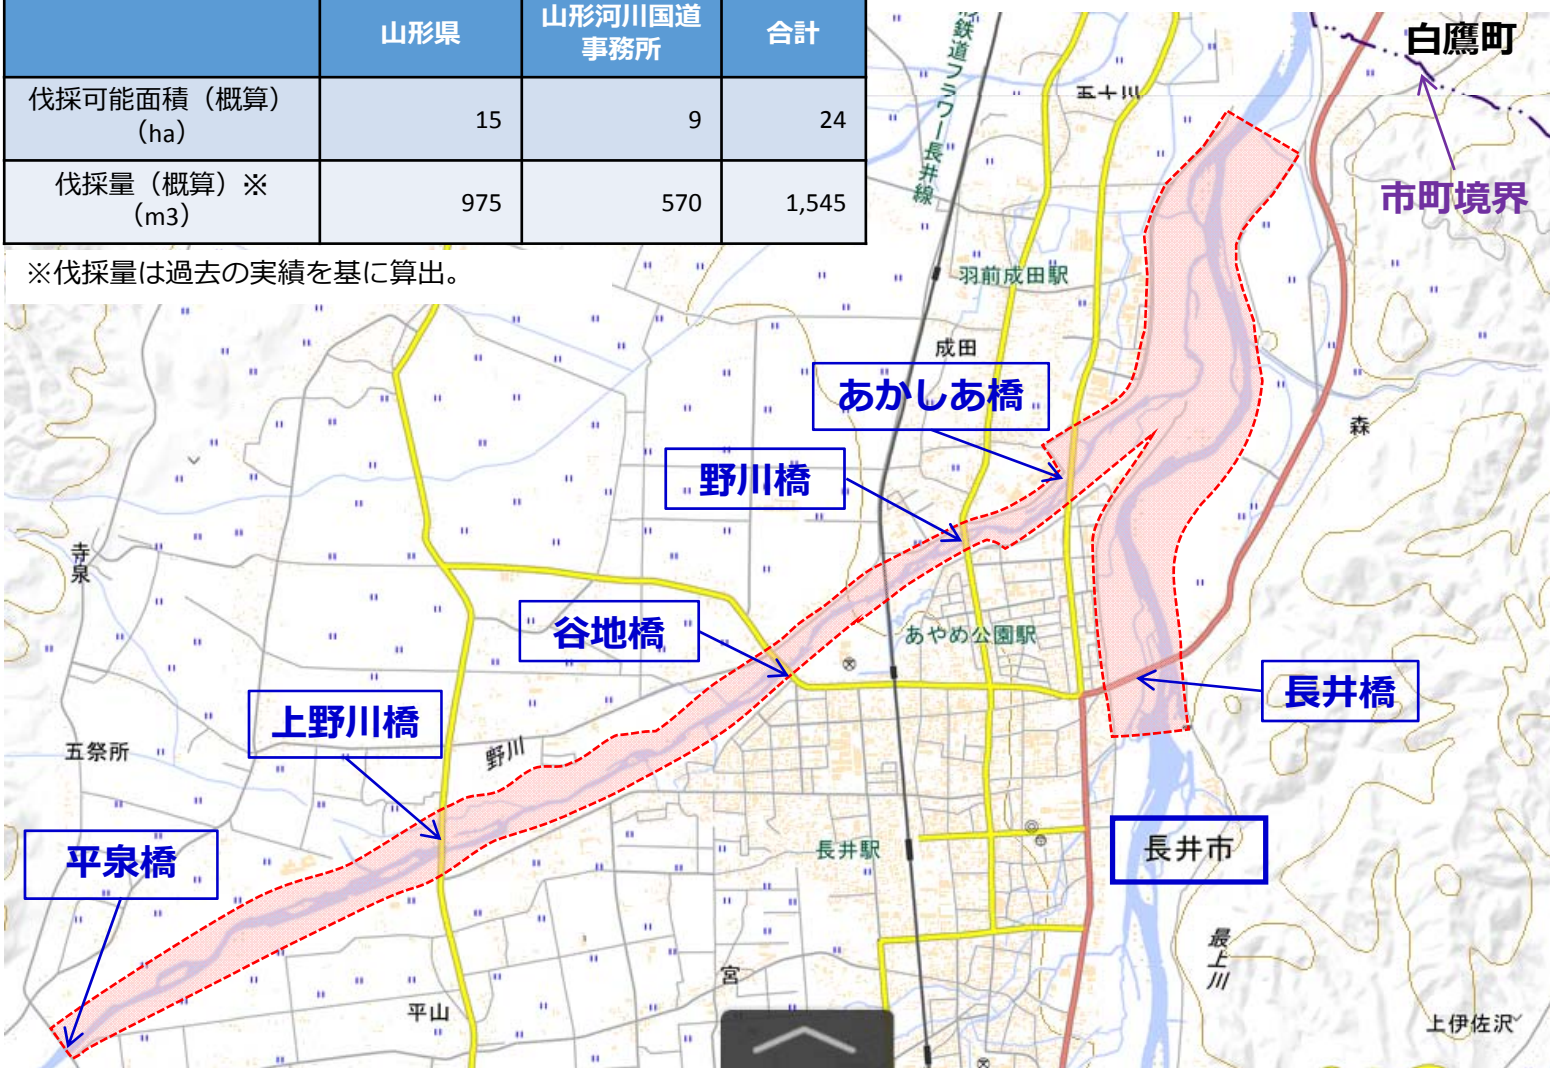 山形県
山形河川国道
事務所
合計
伐採可能面積（概算）
（ha）
15
9
24
伐採量（概算）※
（m3）
975
570
1,545
※伐採量は過去の実績を基に算出。
鉄道フラワー長井線
五十川
白鷹町
市町境界
羽前成田駅
成田
あかしあ橋
森
野川橋
寺泉
谷地橋
あやめ公園駅
長井橋
上野川橋
野川
五祭所
平泉橋
長井駅
長井市
最上川
宮
平山
上伊佐沢